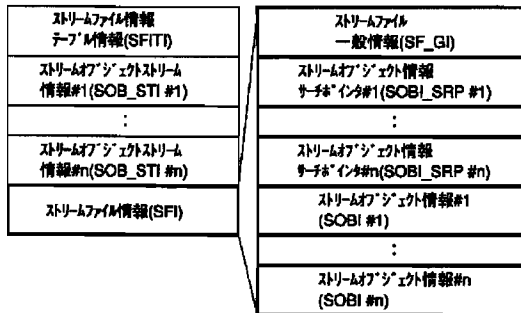 ストリームファイル情報
テーブル情報(SFITI)
ストリームオブジェクトストリーム
情報#1(SOB_STI #1)
:
ストリームオブジェクトストリーム
情報#n(SOB_STI #n)
ストリームファイル情報(SFI)
ストリームファイル
一般情報(SF_GI)
ストリームオブジェクト情報
サーチポインタ#1(SOBI_SRP #1)
:
ストリームオブジェクト情報
サーチポインタ#n(SOBI_SRP #n)
ストリームオブジェクト情報#1
(SOBI #1)
:
ストリームオブジェクト情報#n
(SOBI #n)